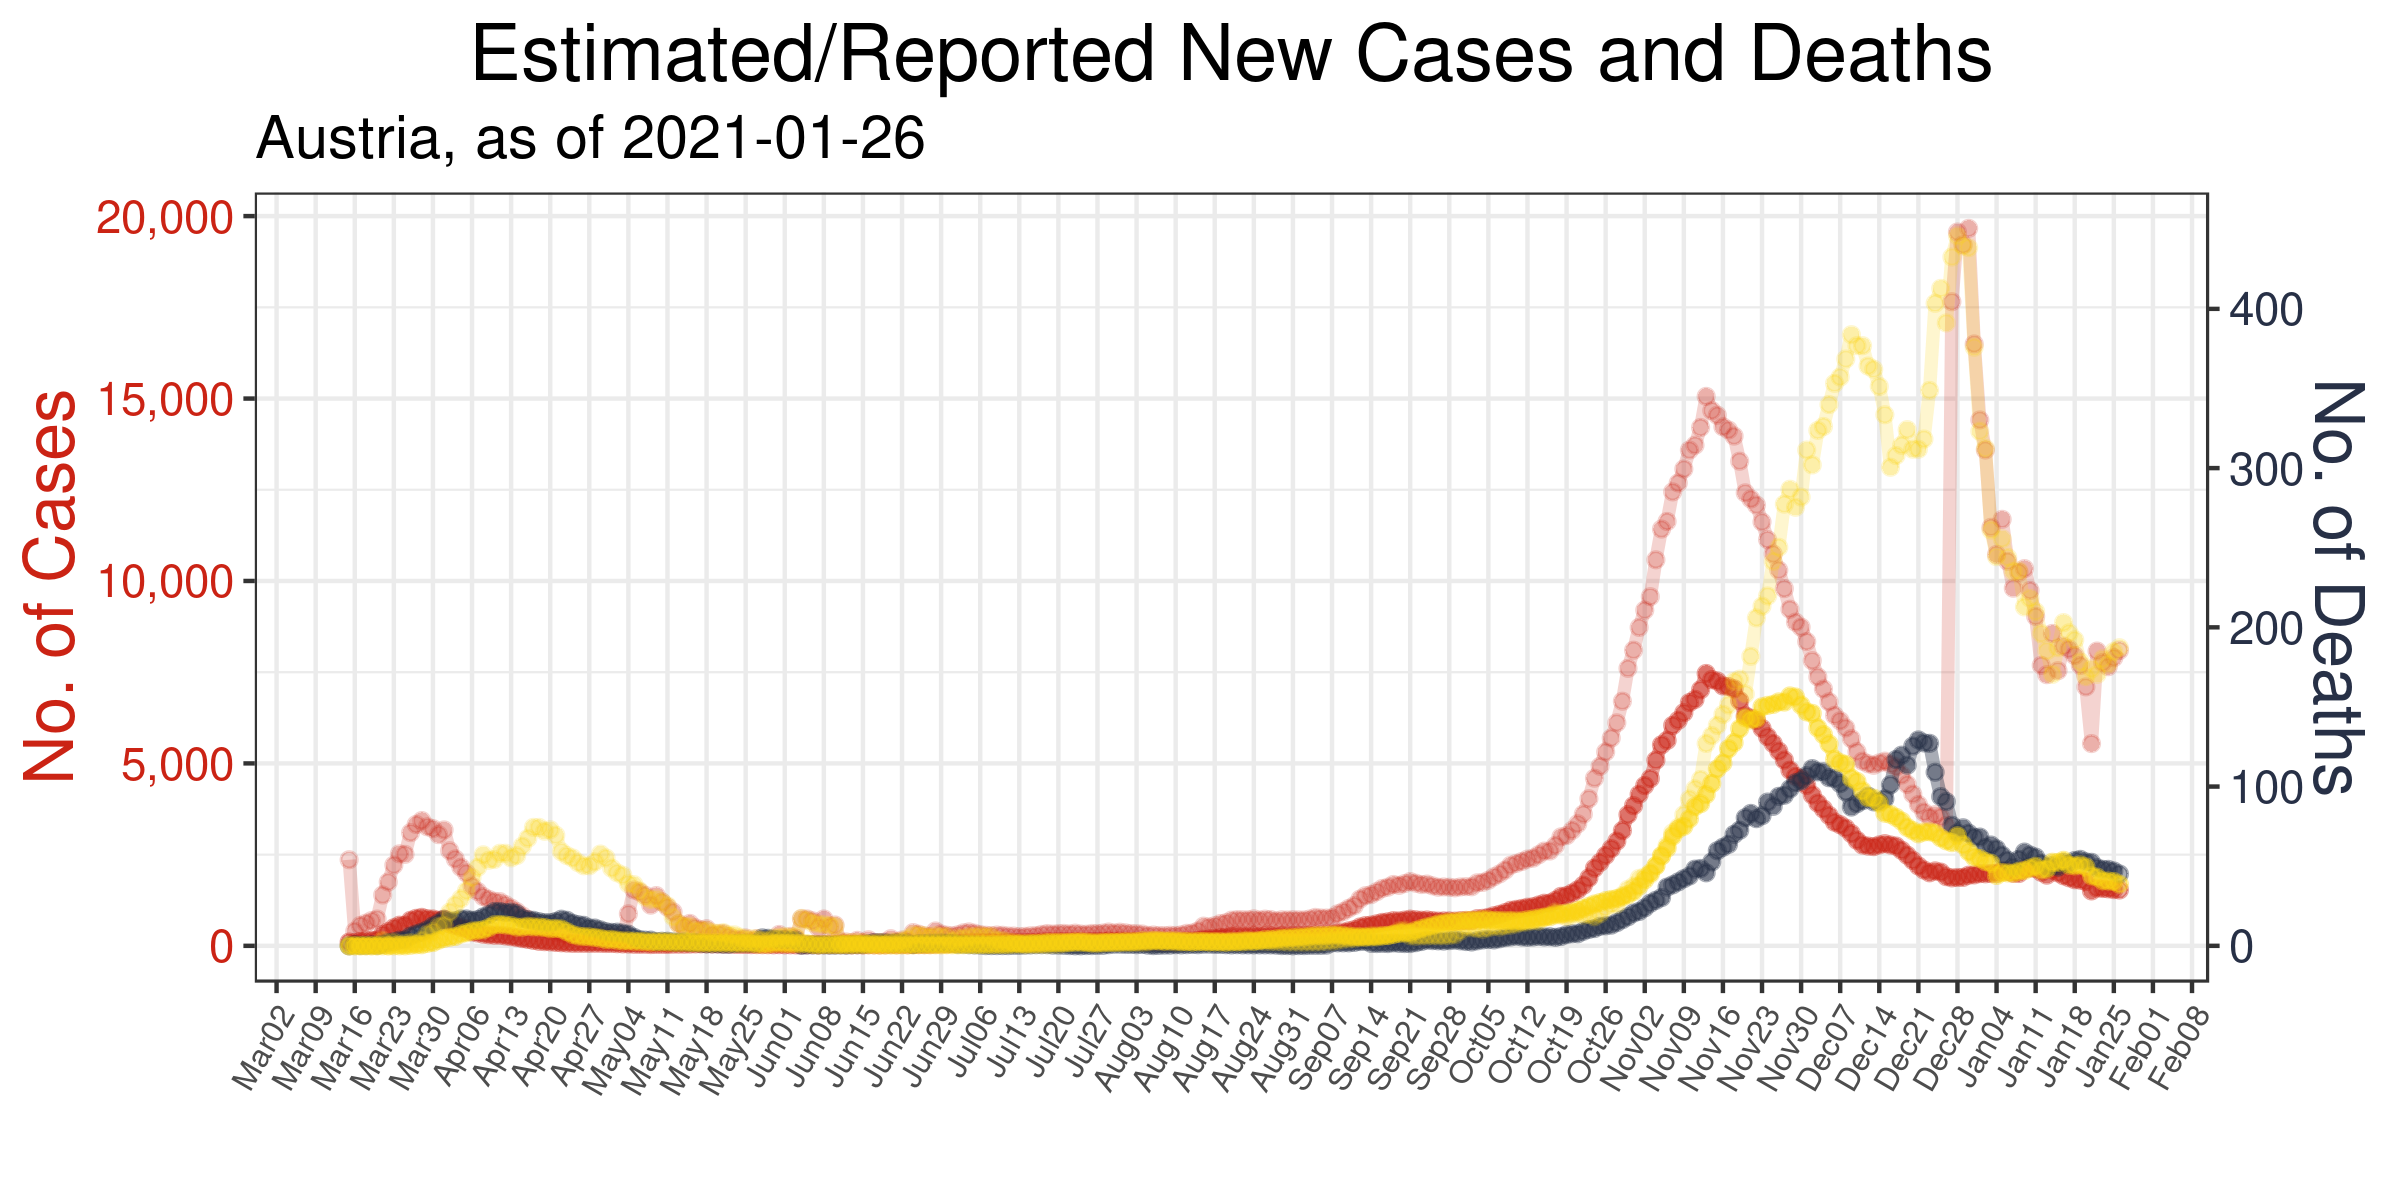 Estimated/Reported New Cases and Deaths
Austria, as of 2021-01-26
No. of Cases
20,000
15,000
10,000
5,000
0
No. of Deaths
400
300
200
100
0
Mar02
Mar09
Mar16
Mar23
Mar30
Apr06
Apr13
Apr20
Apr27
May04
May11
May18
May25
Jun01
Jun08
Jun15
Jun22
Jun29
Jul06
Jul13
Jul20
Jul27
Aug03
Aug10
Aug17
Aug24
Aug31
Sep07
Sep14
Sep21
Sep28
Oct05
Oct12
Oct19
Oct26
Nov02
Nov09
Nov16
Nov23
Nov30
Dec07
Dec14
Dec21
Dec28
Jan04
Jan11
Jan18
Jan25
Feb01
Feb08